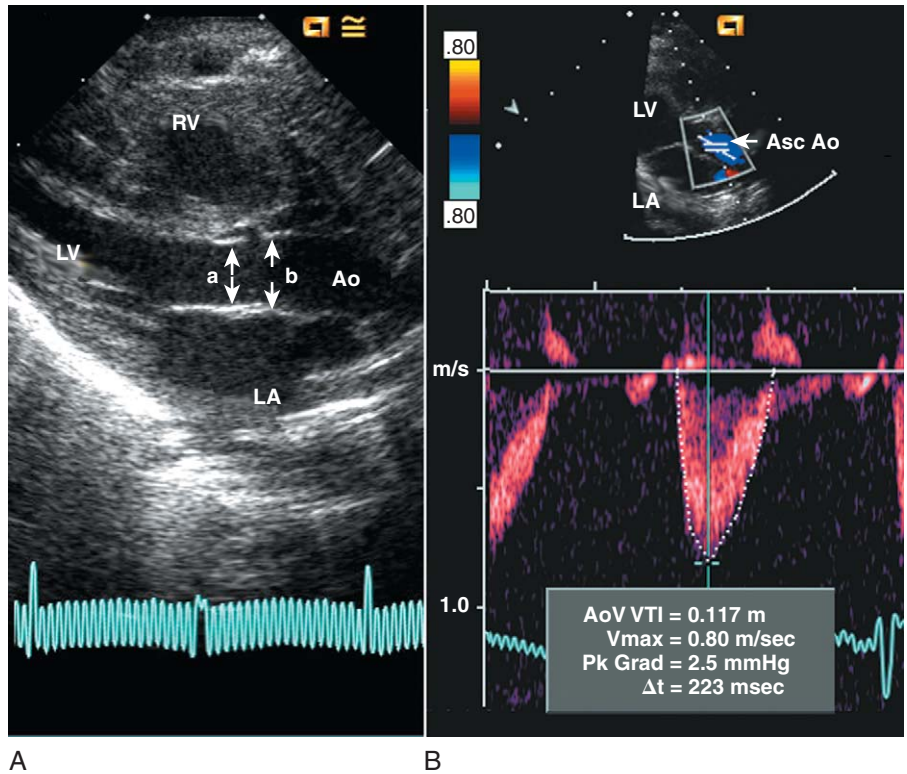 RV
LV
a
b
Ao
LA
A
.80
.80
LV
Asc Ao
LA
m/s
1.0
AoV VTI = 0.117 m
Vmax = 0.80 m/sec
Pk Grad = 2.5 mmHg
Δt = 223 msec
B